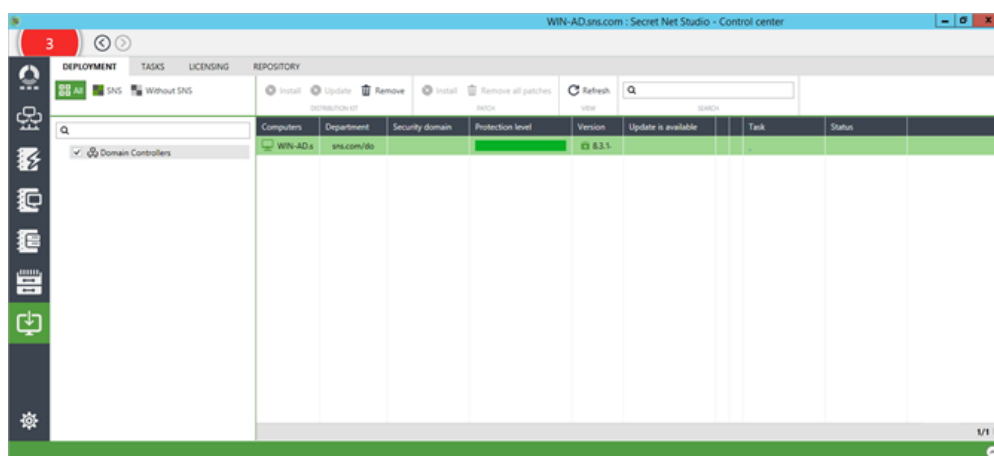 WIN-AD.sns.com : Secret Net Studio - Control center
3
DEPLOYMENT TASKS LICENSING REPOSITORY
All SNS Without SNS Install Update Remove Install Remove all patches Refresh
DISTRIBUTION KIT PATCH VIEW SEARCH
Computers Department Security domain Protection level Version Update is available Task Status
WIN-AD.s sns.com/do 8.3.1-
Domain Controllers
1/1